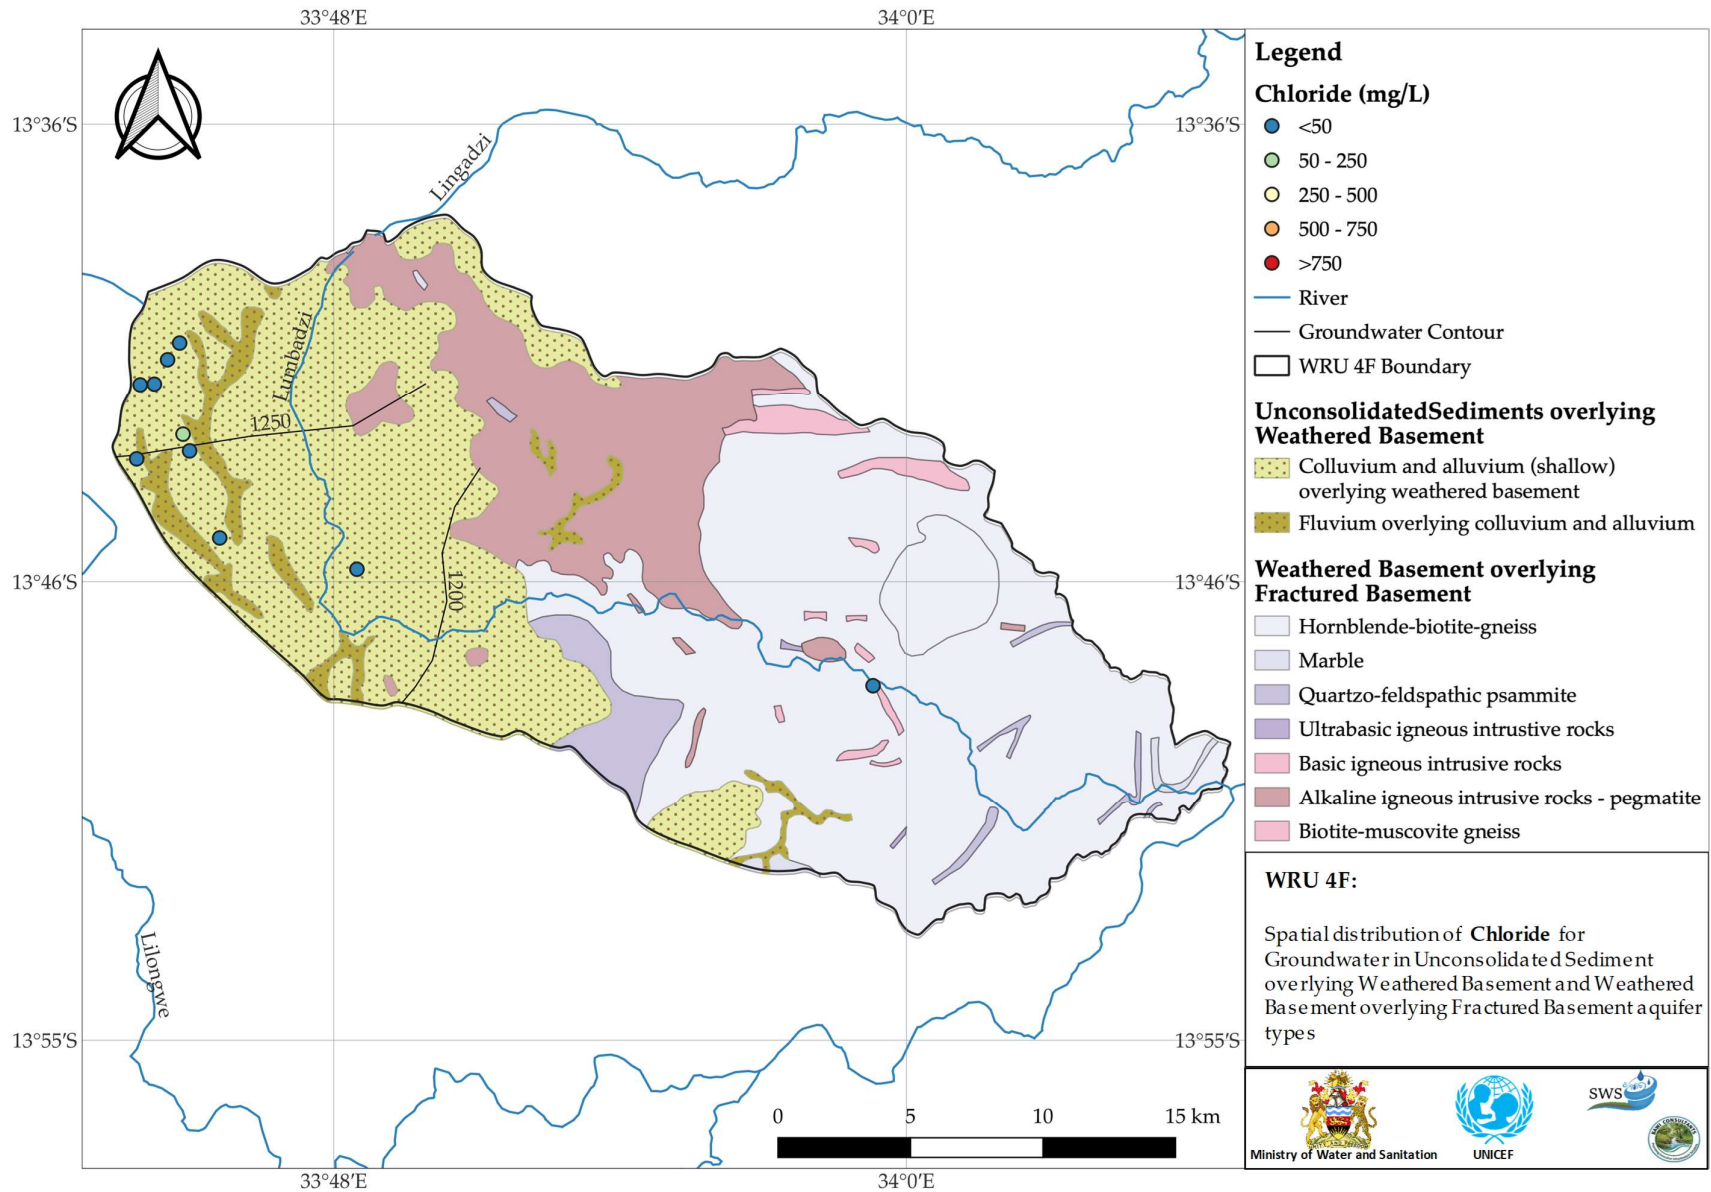 33°48′E
34°0′E
13°36′S
13°36′S
Lingadzi
Lumbadzi
1250
13°46′S
1200
13°46′S
Lilongwe
13°55′S
13°55′S
0
5
10
15 km
33°48′E
34°0′E
Legend
Chloride (mg/L)
<50
50 - 250
250 - 500
500 - 750
>750
River
Groundwater Contour
WRU 4F Boundary
UnconsolidatedSediments overlying
Weathered Basement
Colluvium and alluvium (shallow)
overlying weathered basement
Fluvium overlying colluvium and alluvium
Weathered Basement overlying
Fractured Basement
Hornblende-biotite-gneiss
Marble
Quartzo-feldspathic psammite
Ultrabasic igneous intrustive rocks
Basic igneous intrusive rocks
Alkaline igneous intrusive rocks - pegmatite
Biotite-muscovite gneiss
WRU 4F:
Spatial distribution of Chloride for
Groundwater in Unconsolidated Sediment
overlying Weathered Basement and Weathered
Basement overlying Fractured Basement aquifer
types
Ministry of Water and Sanitation
UNICEF
SWS